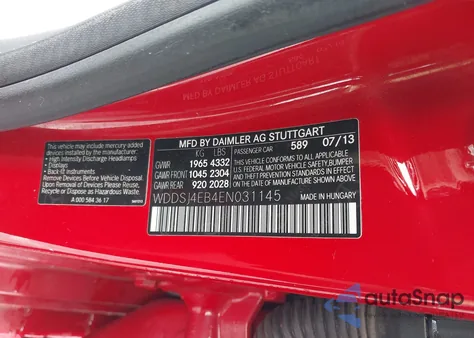 This vehicle may include mercury added
devices installed by the manufacturer:
- High Intensity Discharge Headlamps
- Displays
- Back-lit Instrument Panel
Upon Removal of Devices Before
Vehicle Disposal Please Reuse,
Recycle or Dispose as Hazardous Waste
A 000 584 36 17
MFD BY DAIMLER AG STUTTGART
KG LBS PASSENGER CAR 589 07/13
GVWR 1965 4332
GAWR FRONT 1045 2304
GAWR REAR 920 2028
THIS VEHICLE CONFORMS TO ALL APPLICABLE
U.S. FEDERAL MOTOR VEHICLE SAFETY, BUMPER,
AND THEFT PREVENTION STANDARDS IN
EFFECT ON THE DATE OF MANUFACTURE
SHOWN ABOVE.
WDDSJ4EB4EN031145
MADE IN HUNGARY
autoSnap